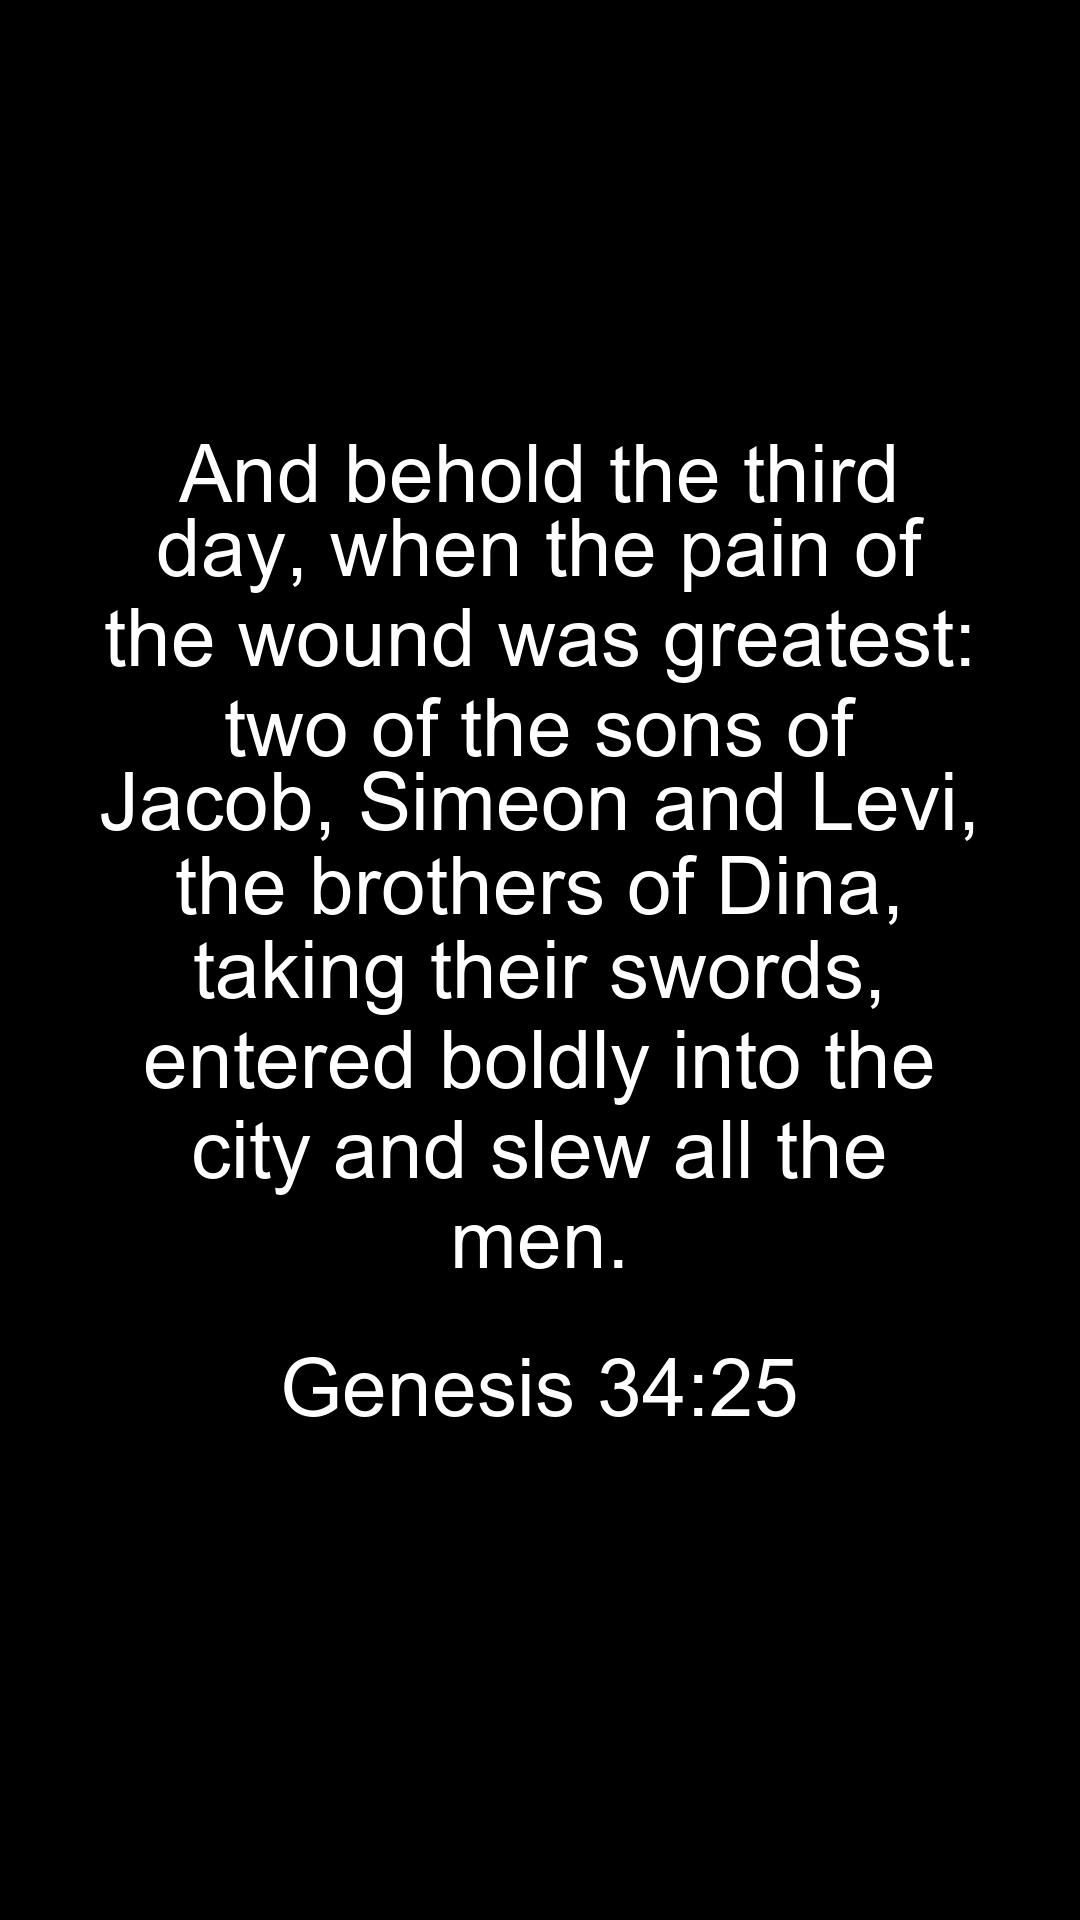 And behold the third
day, when the pain of
the wound was greatest:
two of the sons of
Jacob, Simeon and Levi,
the brothers of Dina,
taking their swords,
entered boldly into the
city and slew all the
men.
Genesis 34:25